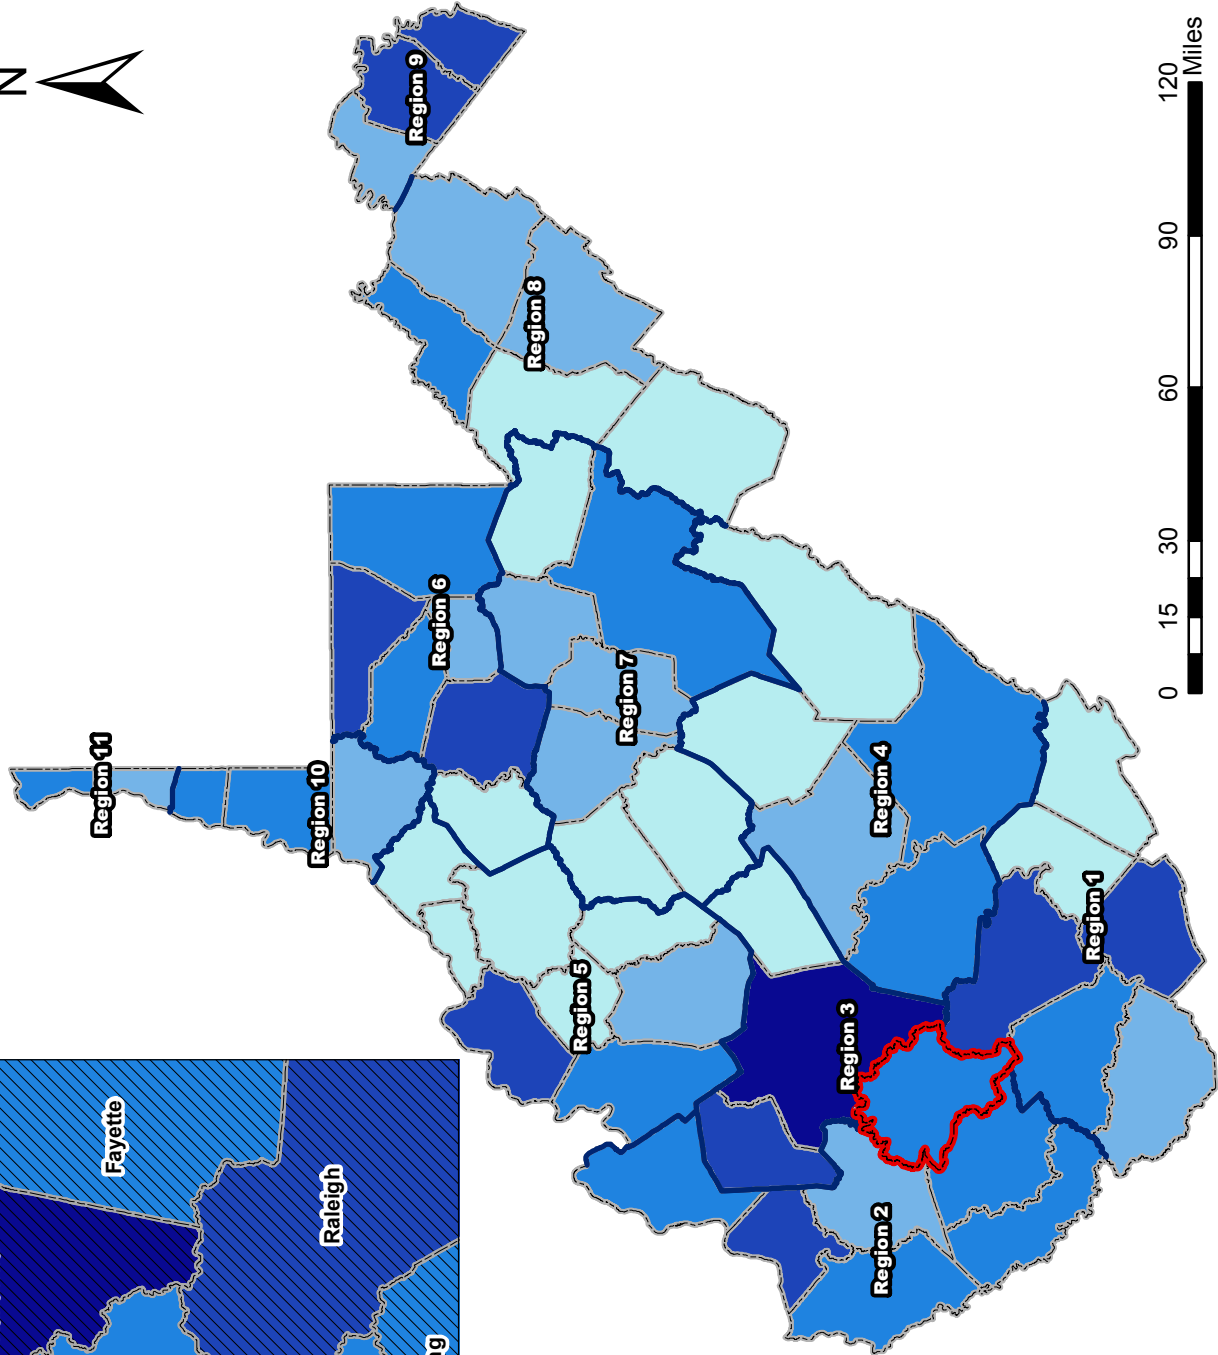 N
Region 9
Region 8
Region 6
Region 7
Region 11
Region 10
Region 4
Region 5
Region 3
Region 1
Region 2
Fayette
Raleigh
ng
0 15 30 60 90 120
Miles